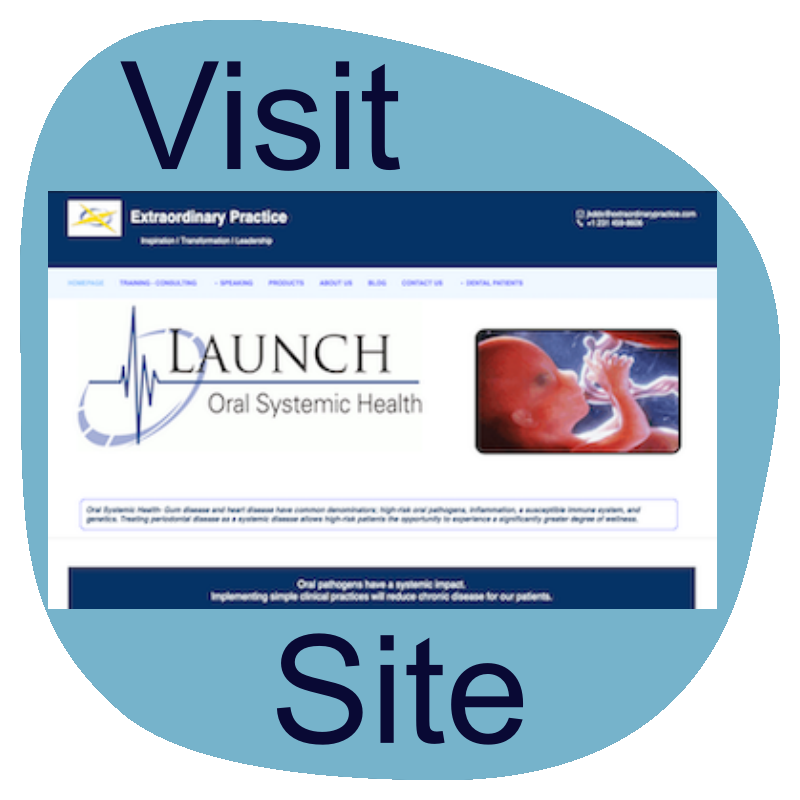 Visit
Extraordinary Practice
Inspiration / Transformation / Leadership
+1 231
HOMEPAGE TRAINING - CONSULTING SPEAKING PRODUCTS ABOUT US BLOG CONTACT US DENTAL PATIENTS
LAUNCH
Oral Systemic Health
Oral Systemic Health- Gum disease and heart disease have common denominators; high-risk oral pathogens, inflammation, a susceptible immune system, and
genetics. Treating periodontal disease as a systemic disease allows high-risk patients the opportunity to experience a significantly greater degree of wellness.
Oral pathogens have a systemic impact.
Implementing simple clinical practices will reduce chronic disease for our patients.
Site